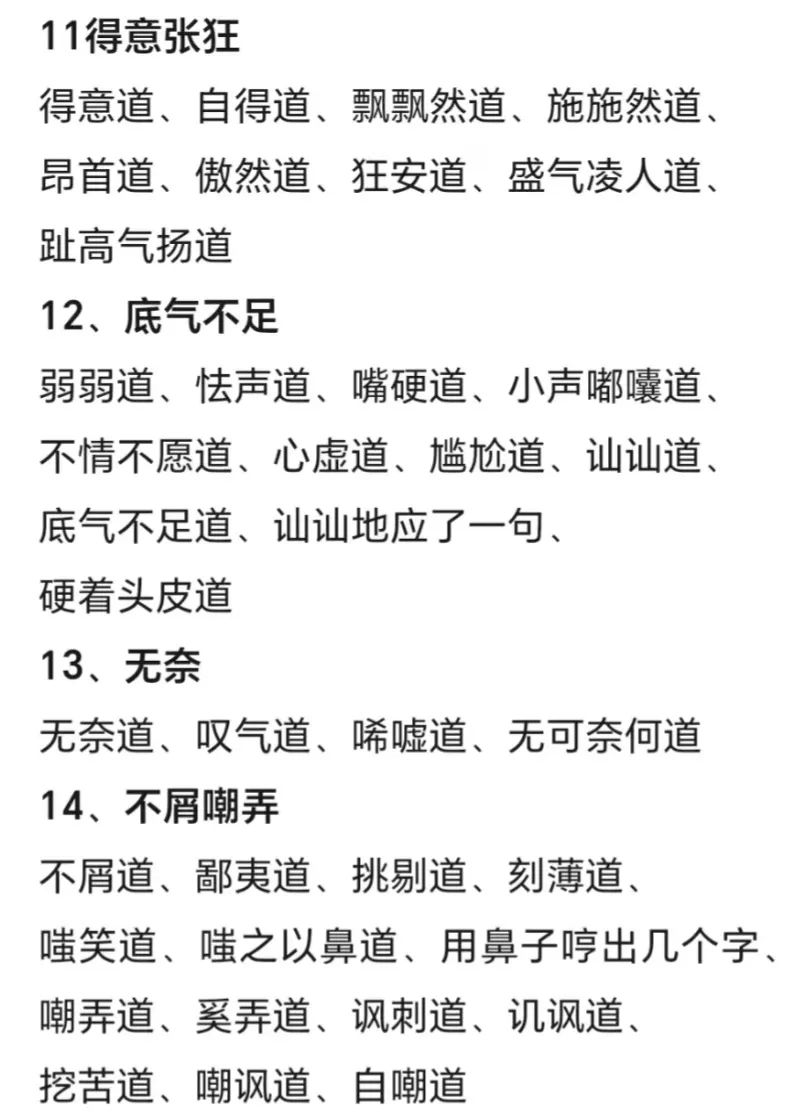 11得意张狂
得意道、自得道、飘飘然道、施施然道、
昂首道、傲然道、狂安道、盛气凌人道、
趾高气扬道
12、底气不足
弱弱道、怯声道、嘴硬道、小声嘟囔道、
不情不愿道、心虚道、尴尬道、讪讪道、
底气不足道、讪讪地应了一句、
硬着头皮道
13、无奈
无奈道、叹气道、唏嘘道、无可奈何道
14、不屑嘲弄
不屑道、鄙夷道、挑剔道、刻薄道、
嗤笑道、嗤之以鼻道、用鼻子哼出几个字、
嘲弄道、奚弄道、讽刺道、讥讽道、
挖苦道、嘲讽道、自嘲道